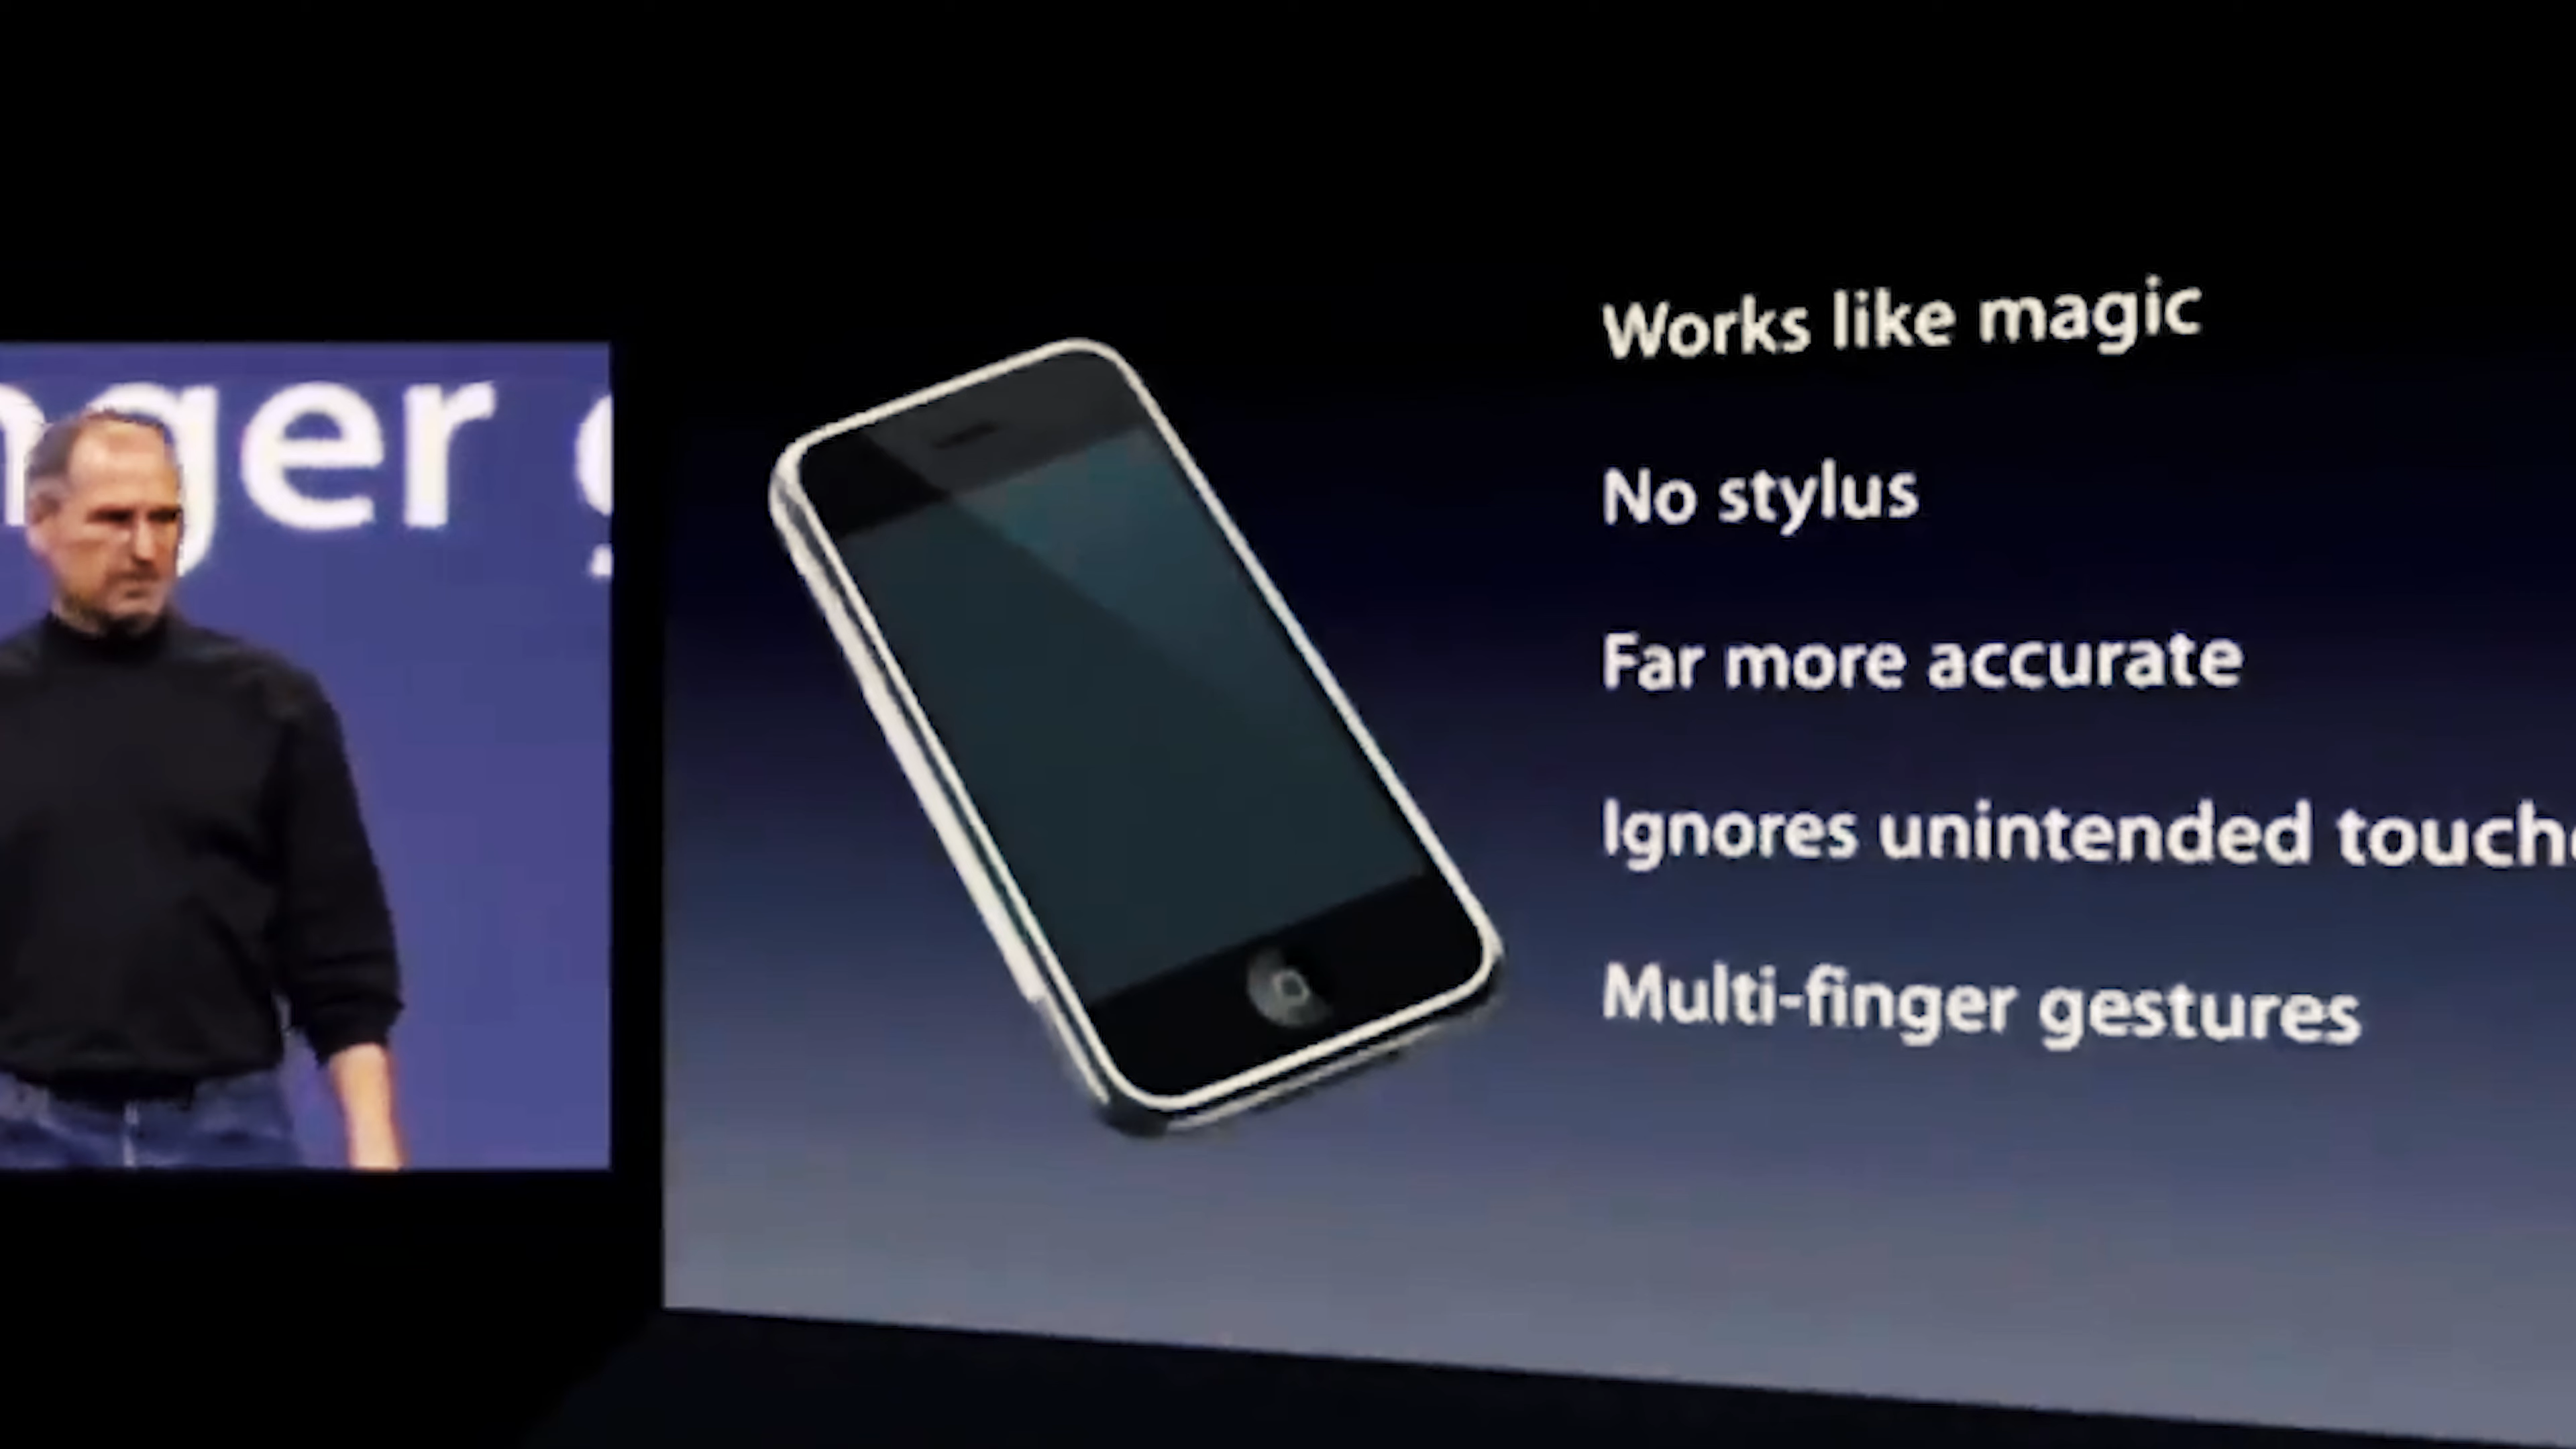 nger g
Works like magic
No stylus
Far more accurate
Ignores unintended touch
Multi-finger gestures